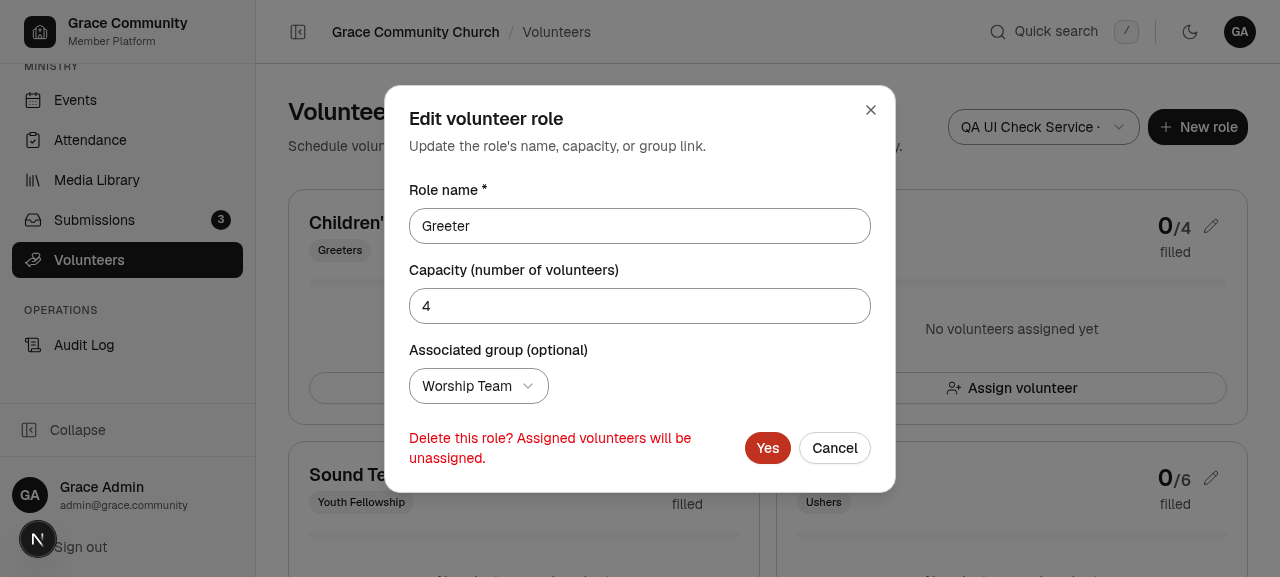 Grace Community
Member Platform
MINISTRY
Events
Attendance
Media Library
Submissions 3
Volunteers
OPERATIONS
Audit Log
Collapse
GA Grace Admin
admin@grace.community
N
Sign out
Grace Community Church / Volunteers
Quick search /
GA
Voluntee
Schedule volun
y.
QA UI Check Service ·
New role
Children'
Greeters
0/4
filled
No volunteers assigned yet
Assign volunteer
Sound Te
Youth Fellowship
filled
0/6
Ushers
filled
Edit volunteer role
Update the role's name, capacity, or group link.
Role name *
Greeter
Capacity (number of volunteers)
4
Associated group (optional)
Worship Team
Delete this role? Assigned volunteers will be
unassigned.
Yes
Cancel